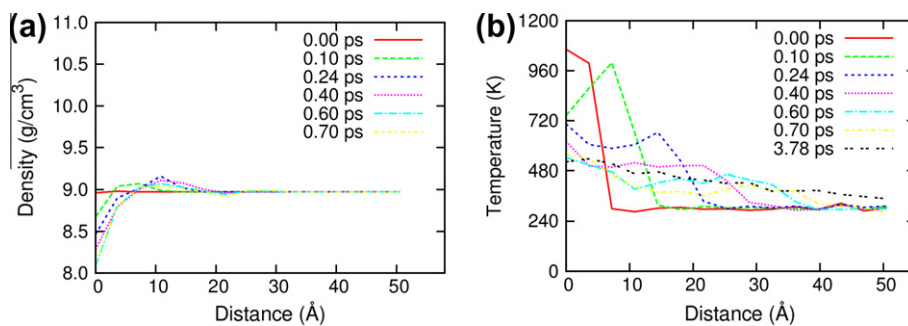 (a)
Density (g/cm³)
11.0
10.5
10.0
9.5
9.0
8.5
8.0
0.00 ps
0.10 ps
0.24 ps
0.40 ps
0.60 ps
0.70 ps
0 10 20 30 40 50
Distance (Å)
(b)
Temperature (K)
1200
960
720
480
240
0
0.00 ps
0.10 ps
0.24 ps
0.40 ps
0.60 ps
0.70 ps
3.78 ps
0 10 20 30 40 50
Distance (Å)